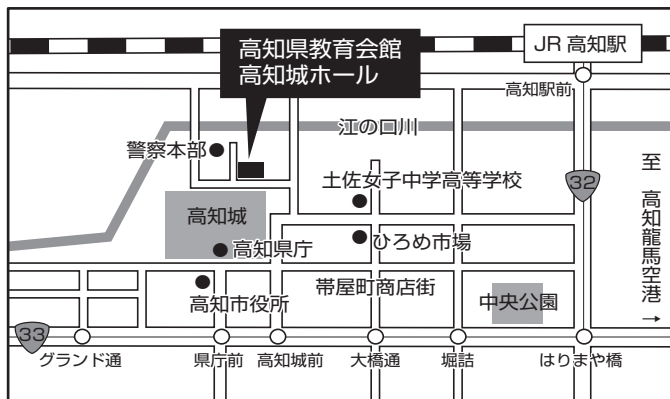 高知県教育会館
高知城ホール
JR 高知駅
高知駅前
江の口川
警察本部
土佐女子中学高等学校
32
至 高知龍馬空港→
高知城
高知県庁
ひろめ市場
帯屋町商店街
中央公園
高知市役所
33
グランド通
県庁前
高知城前
大橋通
堀詰
はりまや橋